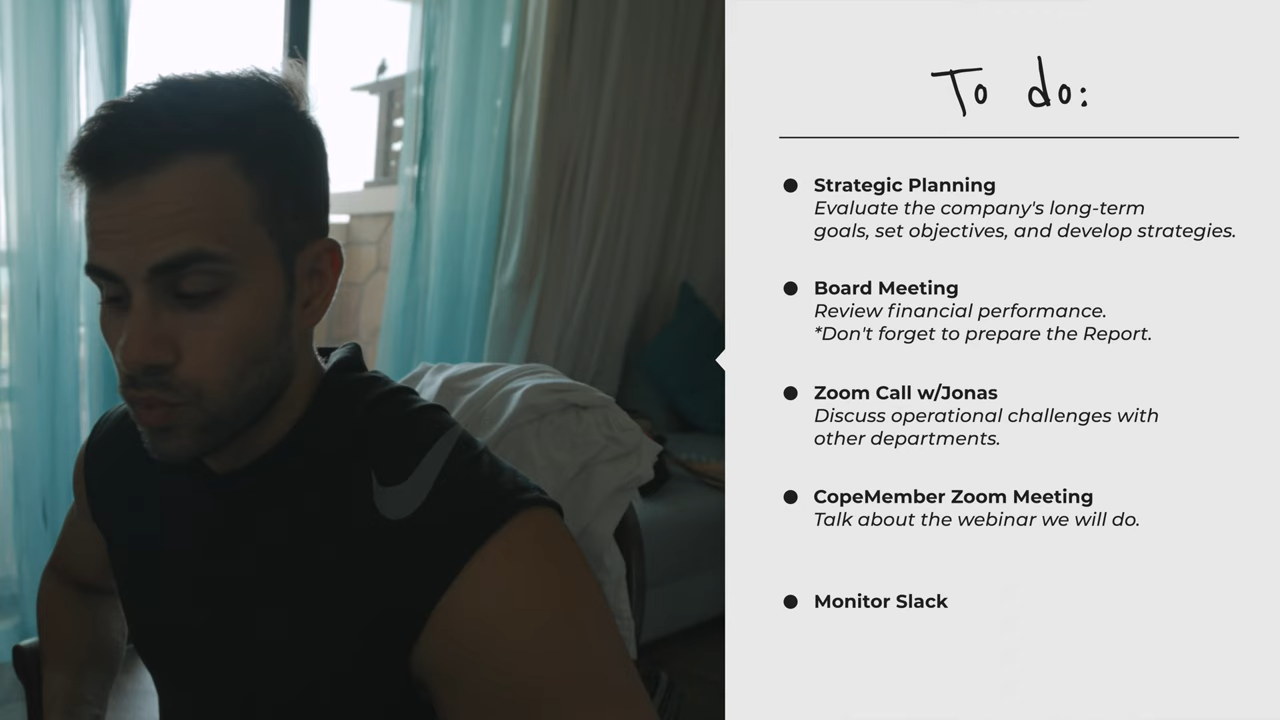 To do:
● Strategic Planning
Evaluate the company's long-term
goals, set objectives, and develop strategies.
● Board Meeting
Review financial performance.
*Don't forget to prepare the Report.
● Zoom Call w/Jonas
Discuss operational challenges with
other departments.
● CopeMember Zoom Meeting
Talk about the webinar we will do.
● Monitor Slack